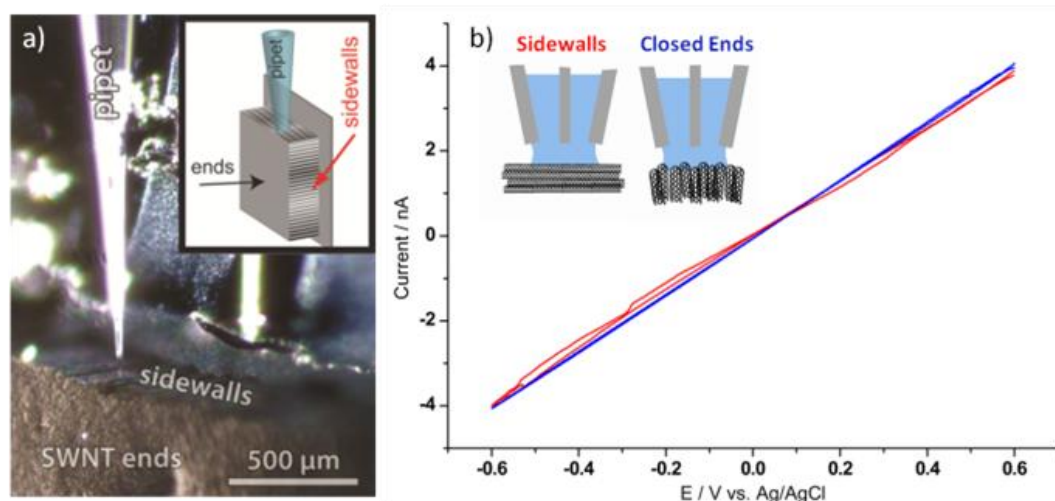 a)
pipet
pipet
sidewalls
ends
sidewalls
SWNT ends
500 μm
b)
Sidewalls
Closed Ends
Current / nA
4
2
0
-2
-4
-0.6
-0.4
-0.2
0.0
0.2
0.4
0.6
E / V vs. Ag/AgCl